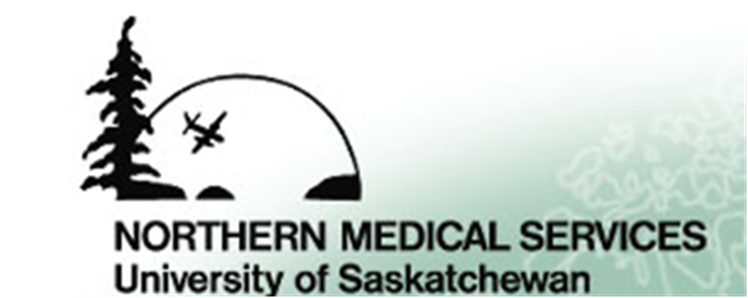 NORTHERN MEDICAL SERVICES
University of Saskatchewan